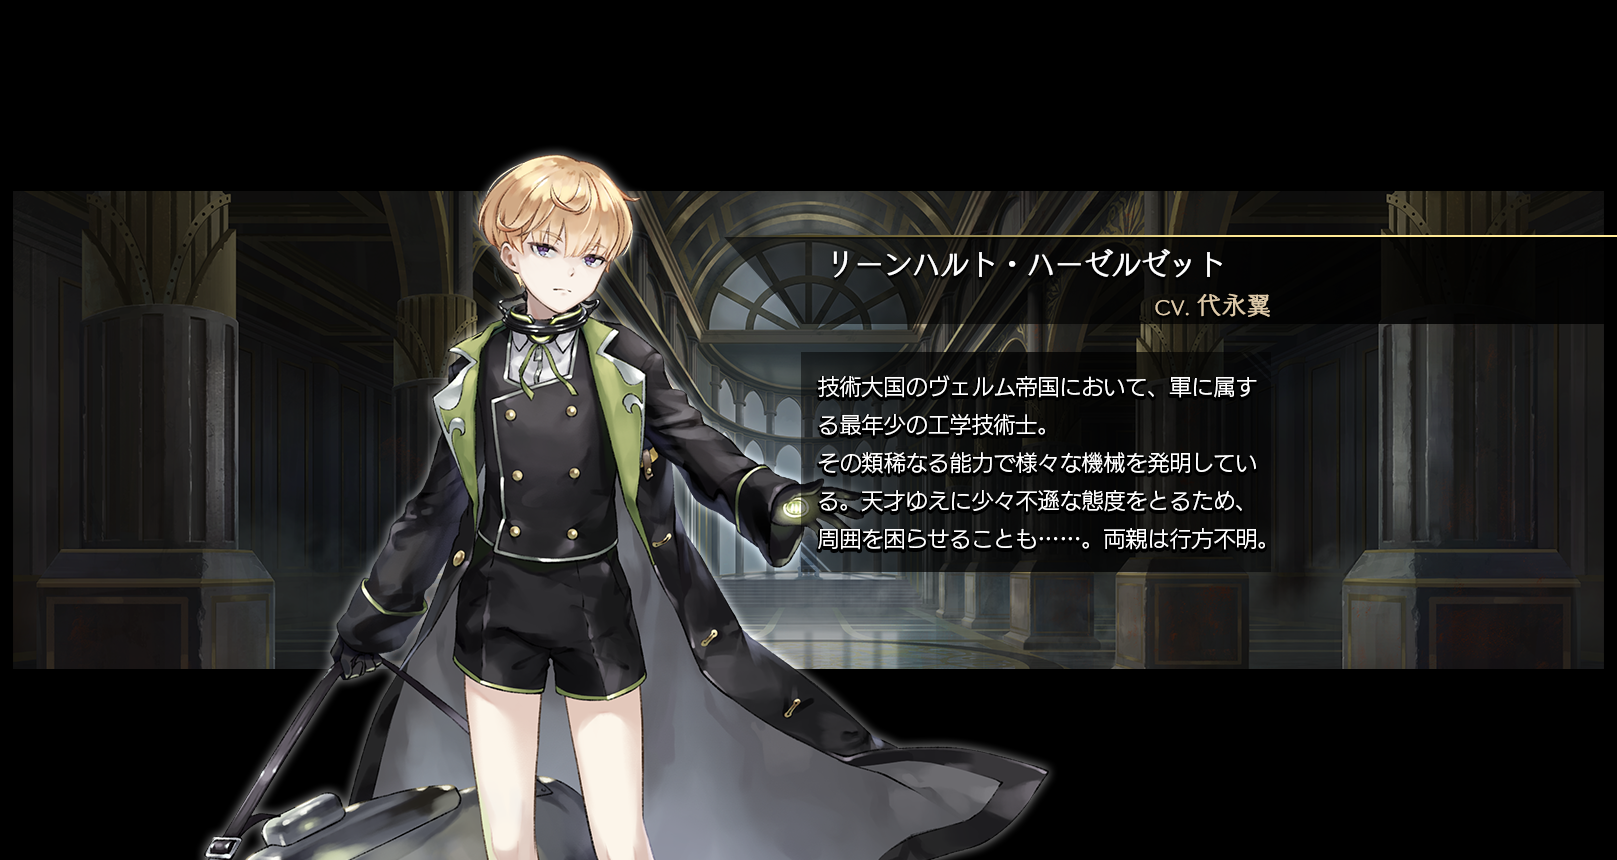 リーンハルト・ハーゼルゼット
CV. 代永翼
技術大国のヴェルム帝国において、軍に属す
る最年少の工学技術士。
その類稀なる能力で様々な機械を発明してい
る。天才ゆえに少々不遜な態度をとるため、
周囲を困らせることも……。両親は行方不明。